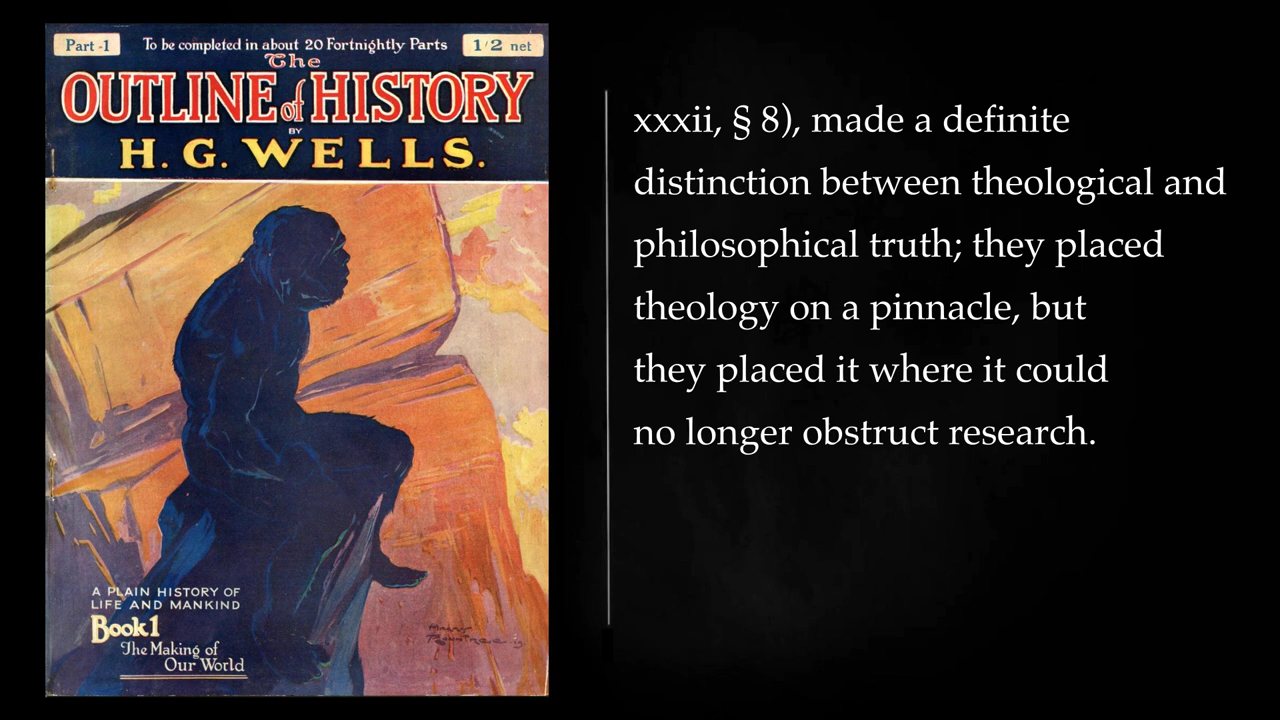 Part -1
To be completed in about 20 Fortnightly Parts
1/2 net
The
OUTLINE of HISTORY
BY
H. G. WELLS.
A PLAIN HISTORY OF
LIFE AND MANKIND
Book 1
The Making of
Our World
xxxii, § 8), made a definite
distinction between theological and
philosophical truth; they placed
theology on a pinnacle, but
they placed it where it could
no longer obstruct research.